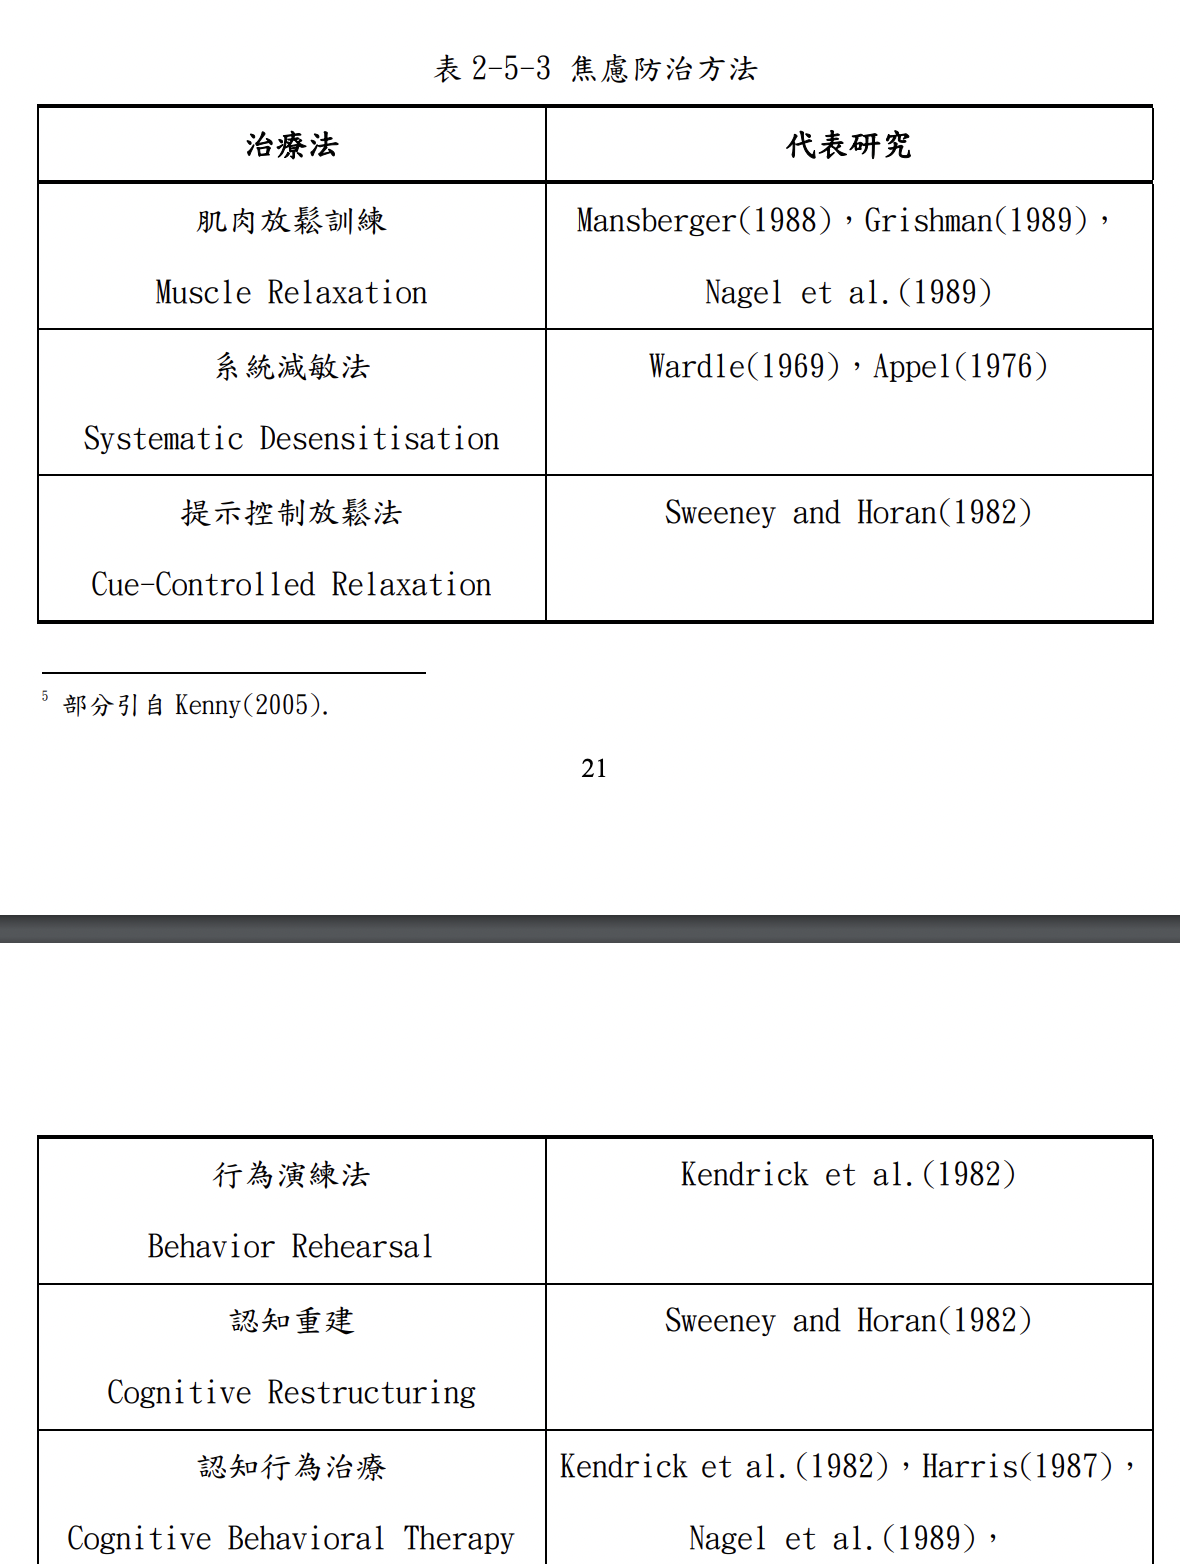 表 2-5-3 焦慮防治方法
治療法
代表研究
肌肉放鬆訓練
Muscle Relaxation
Mansberger(1988)，Grishman(1989)，
Nagel et al.(1989)
系統減敏法
Systematic Desensitisation
Wardle(1969)，Appel(1976)
提示控制放鬆法
Cue-Controlled Relaxation
Sweeney and Horan(1982)
5 部分引自 Kenny(2005).
21
行為演練法
Behavior Rehearsal
Kendrick et al.(1982)
認知重建
Cognitive Restructuring
Sweeney and Horan(1982)
認知行為治療
Cognitive Behavioral Therapy
Kendrick et al.(1982)，Harris(1987)，
Nagel et al.(1989)，